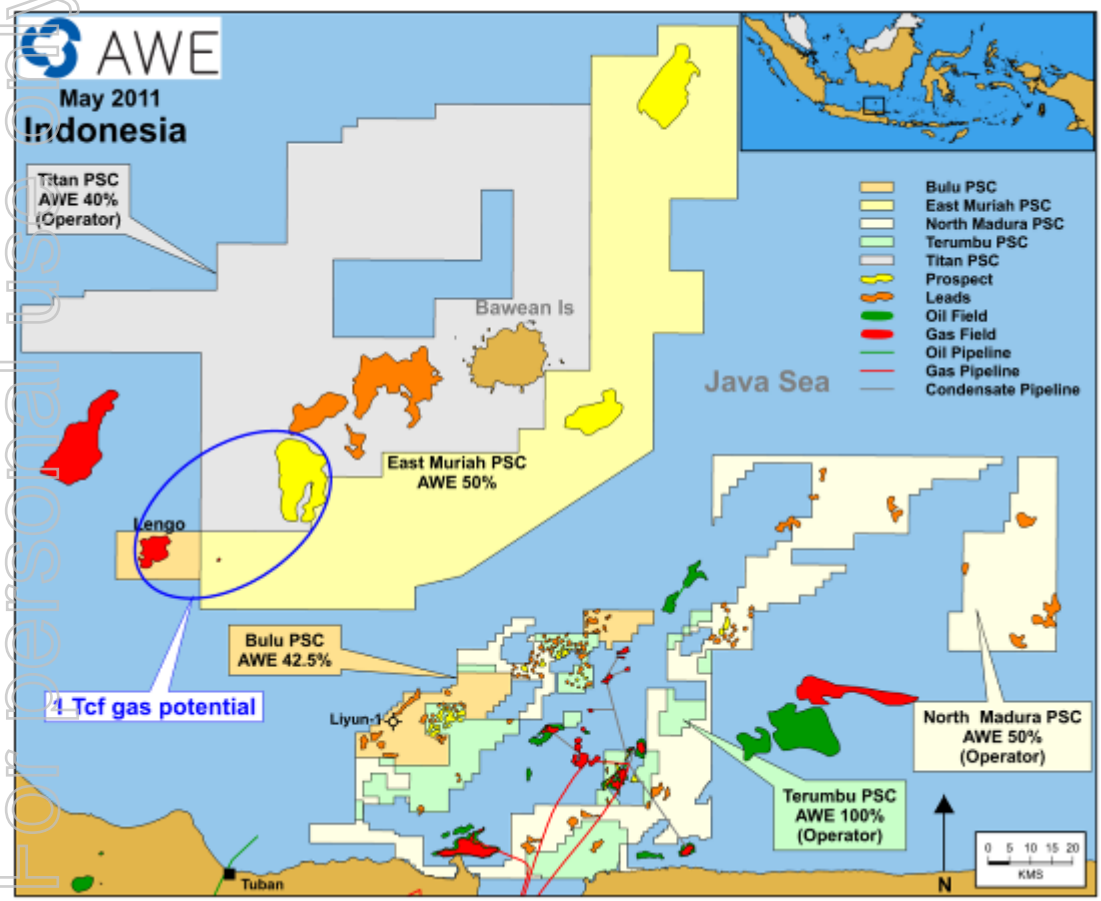 AWE
May 2011
Indonesia
Titan PSC
AWE 40%
(Operator)
Bulu PSC
East Muriah PSC
North Madura PSC
Terumbu PSC
Titan PSC
Prospect
Leads
Oil Field
Gas Field
Oil Pipeline
Gas Pipeline
Condensate Pipeline
Bawean Is
Java Sea
East Muriah PSC
AWE 50%
Lengo
Bulu PSC
AWE 42.5%
1 Tcf gas potential
Liyun-1
North Madura PSC
AWE 50%
(Operator)
Terumbu PSC
AWE 100%
(Operator)
Tuban
N
0 5 10 15 20
KMS
For personal use only